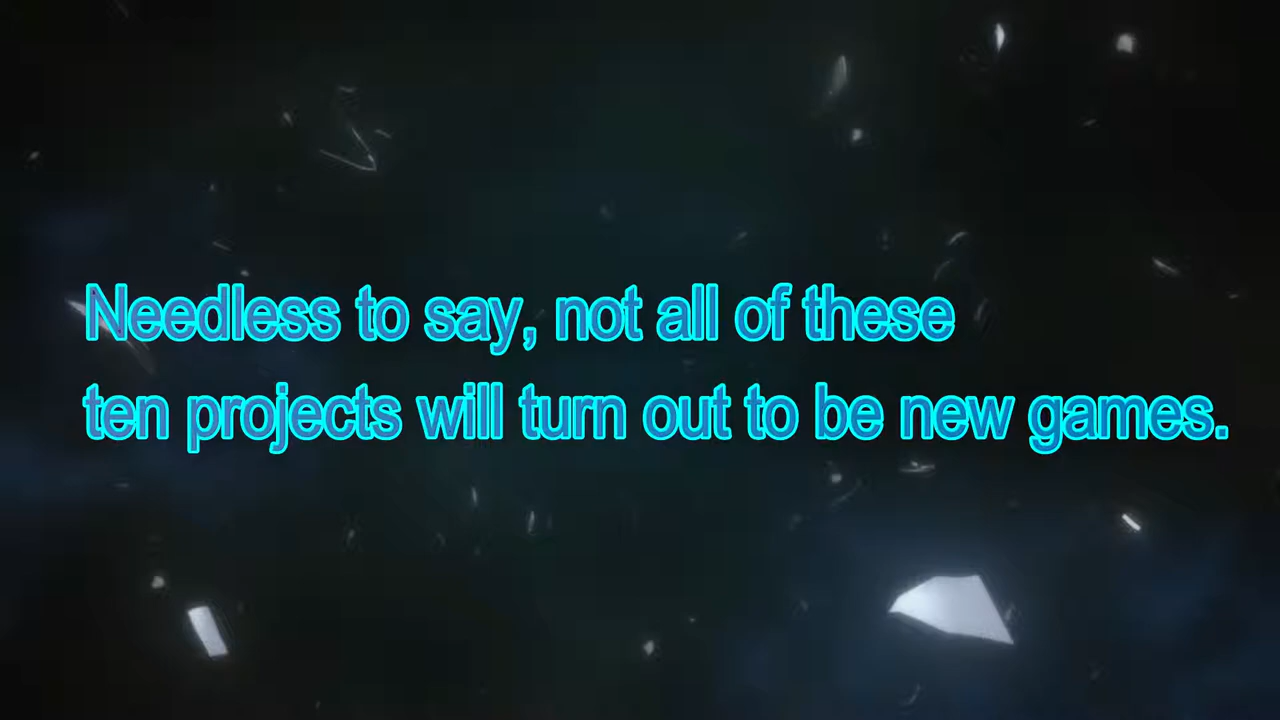 Needless to say, not all of these
ten projects will turn out to be new games.